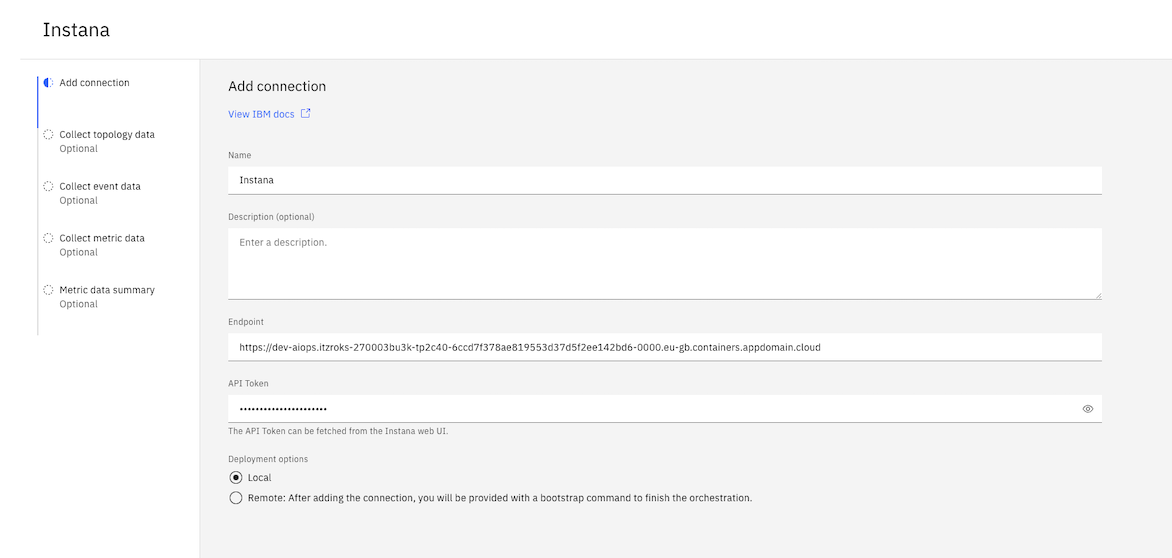 Instana
Add connection
Collect topology data
Optional
Collect event data
Optional
Collect metric data
Optional
Metric data summary
Optional
Add connection
View IBM docs
Name
Instana
Description (optional)
Enter a description.
Endpoint
https://dev-aiops.itzroks-270003bu3k-tp2c40-6ccd7f378ae819553d37d5f2ee142bd6-0000.eu-gb.containers.appdomain.cloud
API Token
••••••••••••••••••••••
The API Token can be fetched from the Instana web UI.
Deployment options
Local
Remote: After adding the connection, you will be provided with a bootstrap command to finish the orchestration.